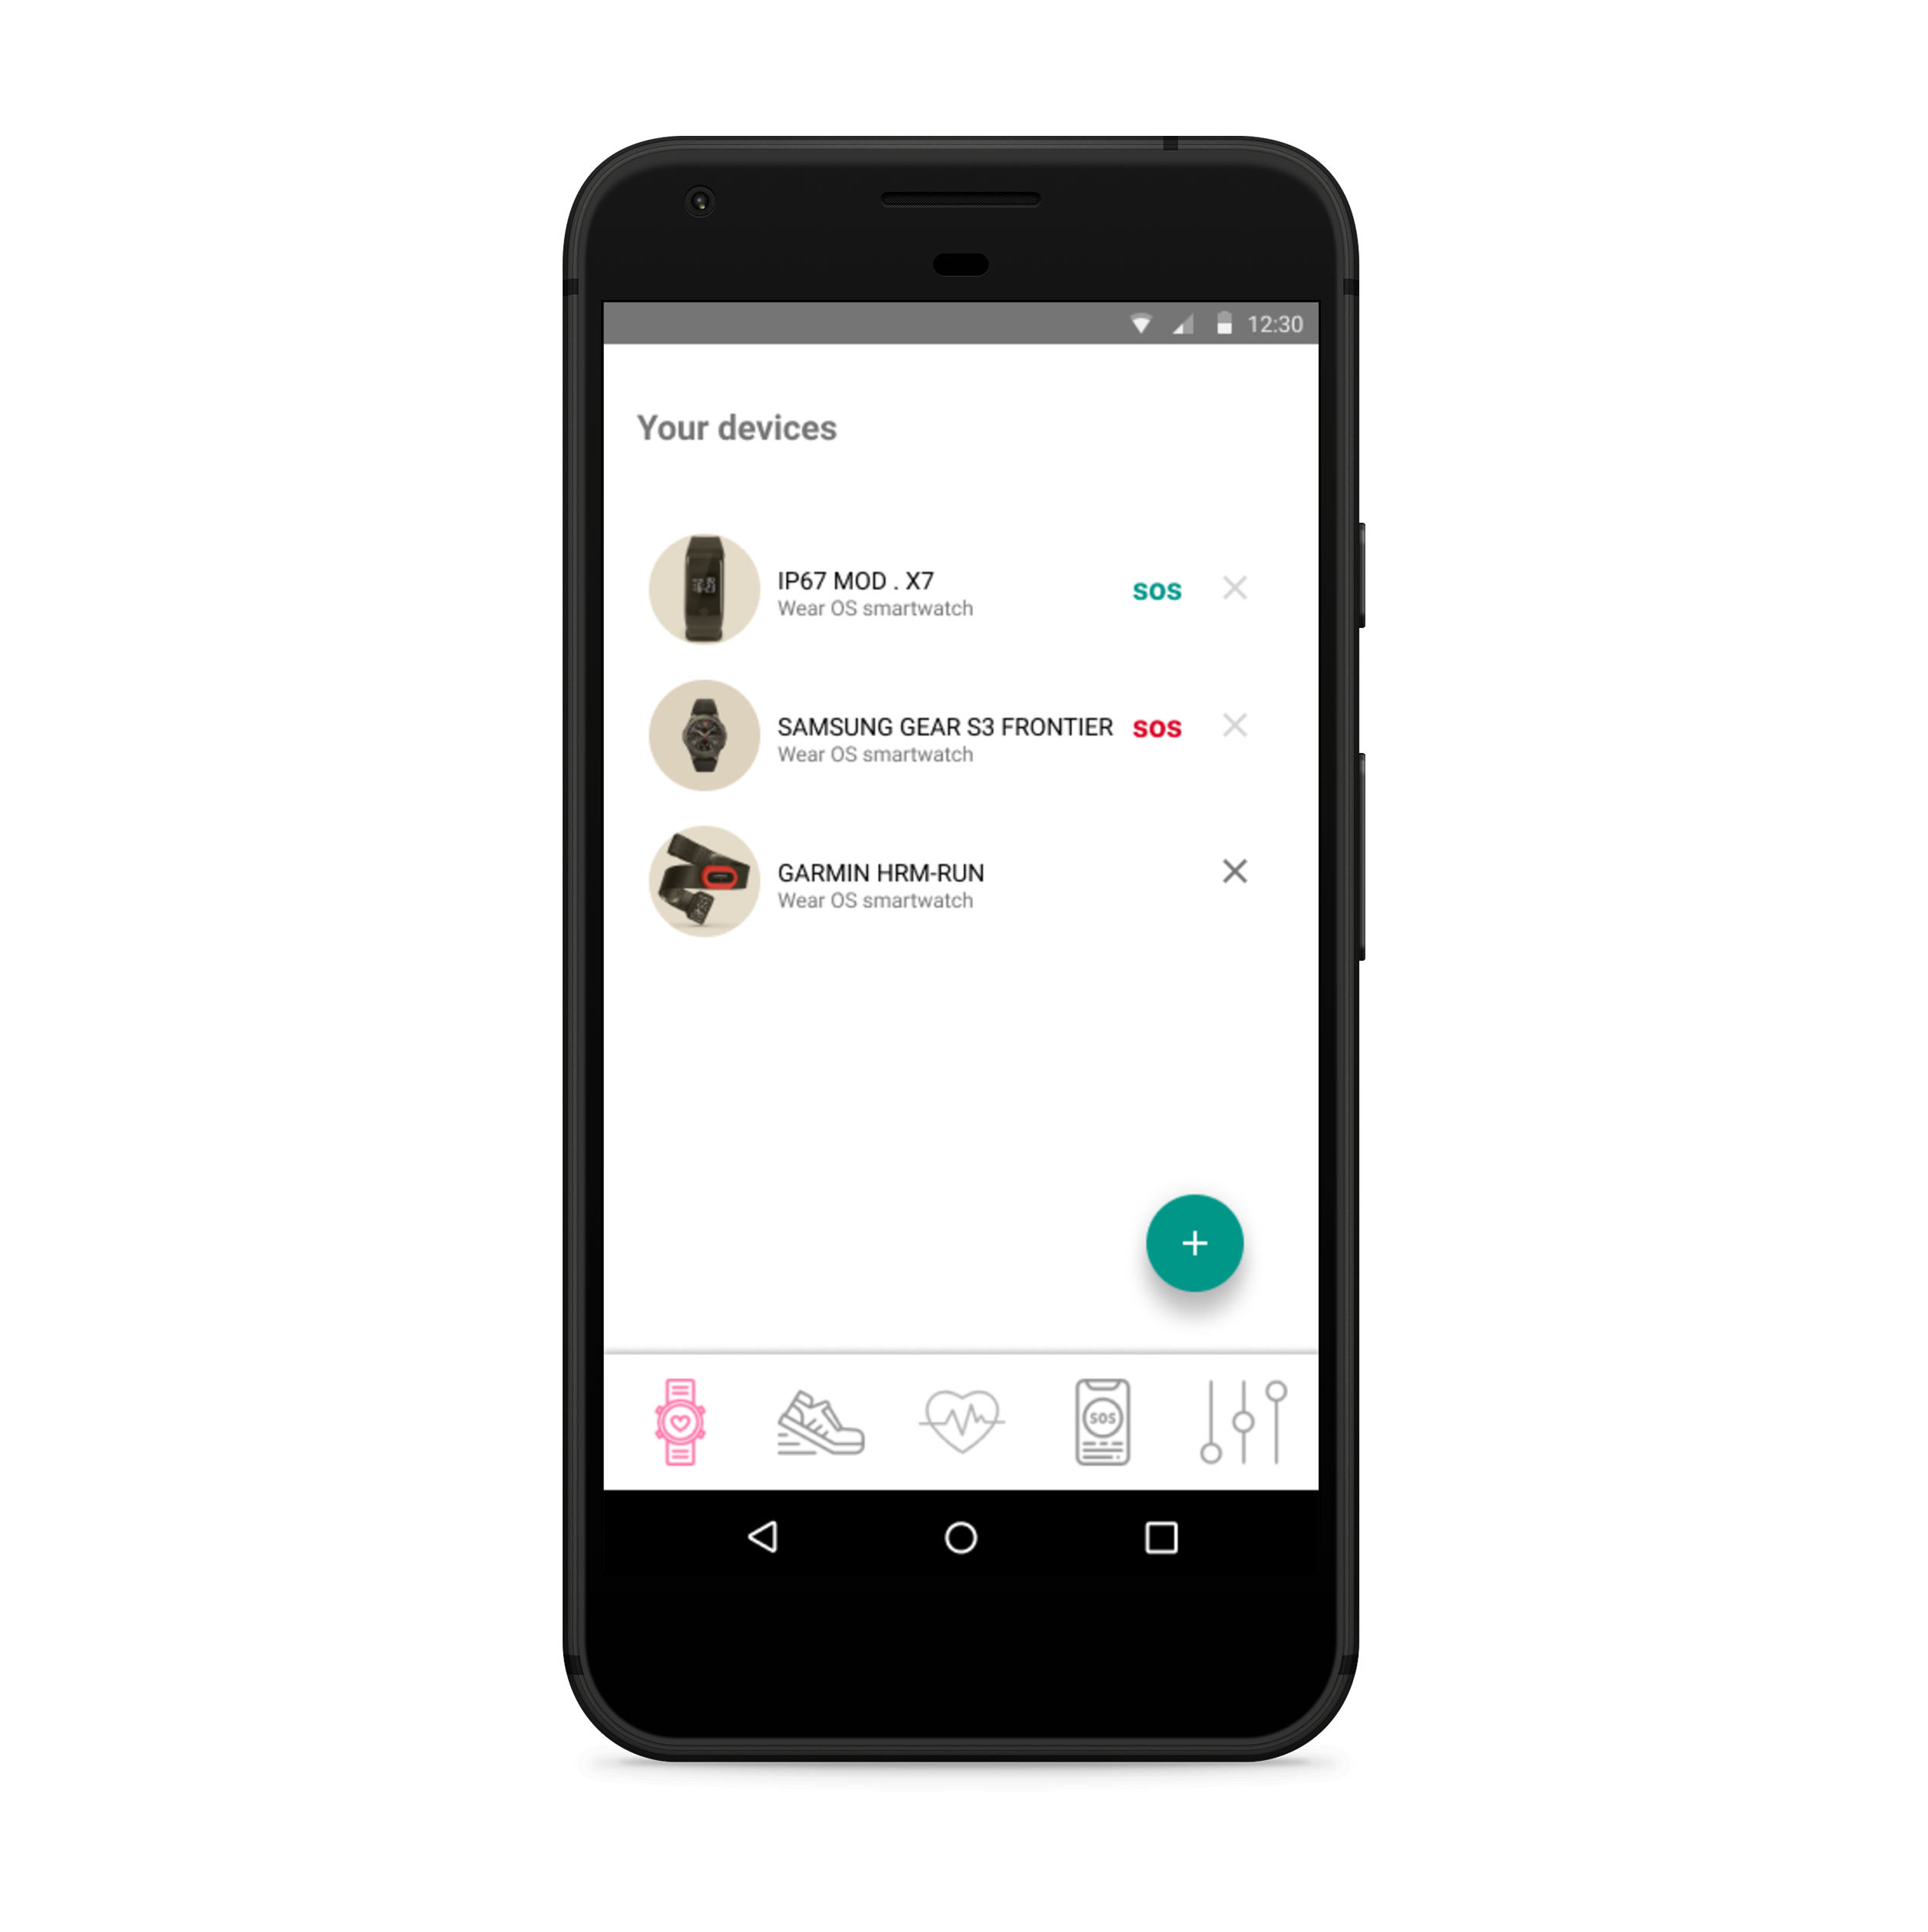 12:30
Your devices
IP67 MOD . X7
Wear OS smartwatch
sos
SAMSUNG GEAR S3 FRONTIER
Wear OS smartwatch
sos
GARMIN HRM-RUN
Wear OS smartwatch
SOS